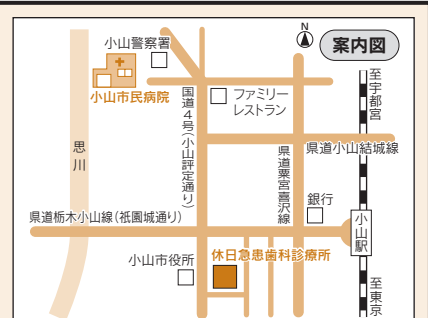 N
案内図
小山警察署
小山市民病院
国道4号(小山評定通り)
ファミリー
レストラン
至宇都宮
思川
県道小山結城線
県道粟宮喜沢線
銀行
県道栃木小山線(祇園城通り)
小山駅
小山市役所
休日急患歯科診療所
至東京